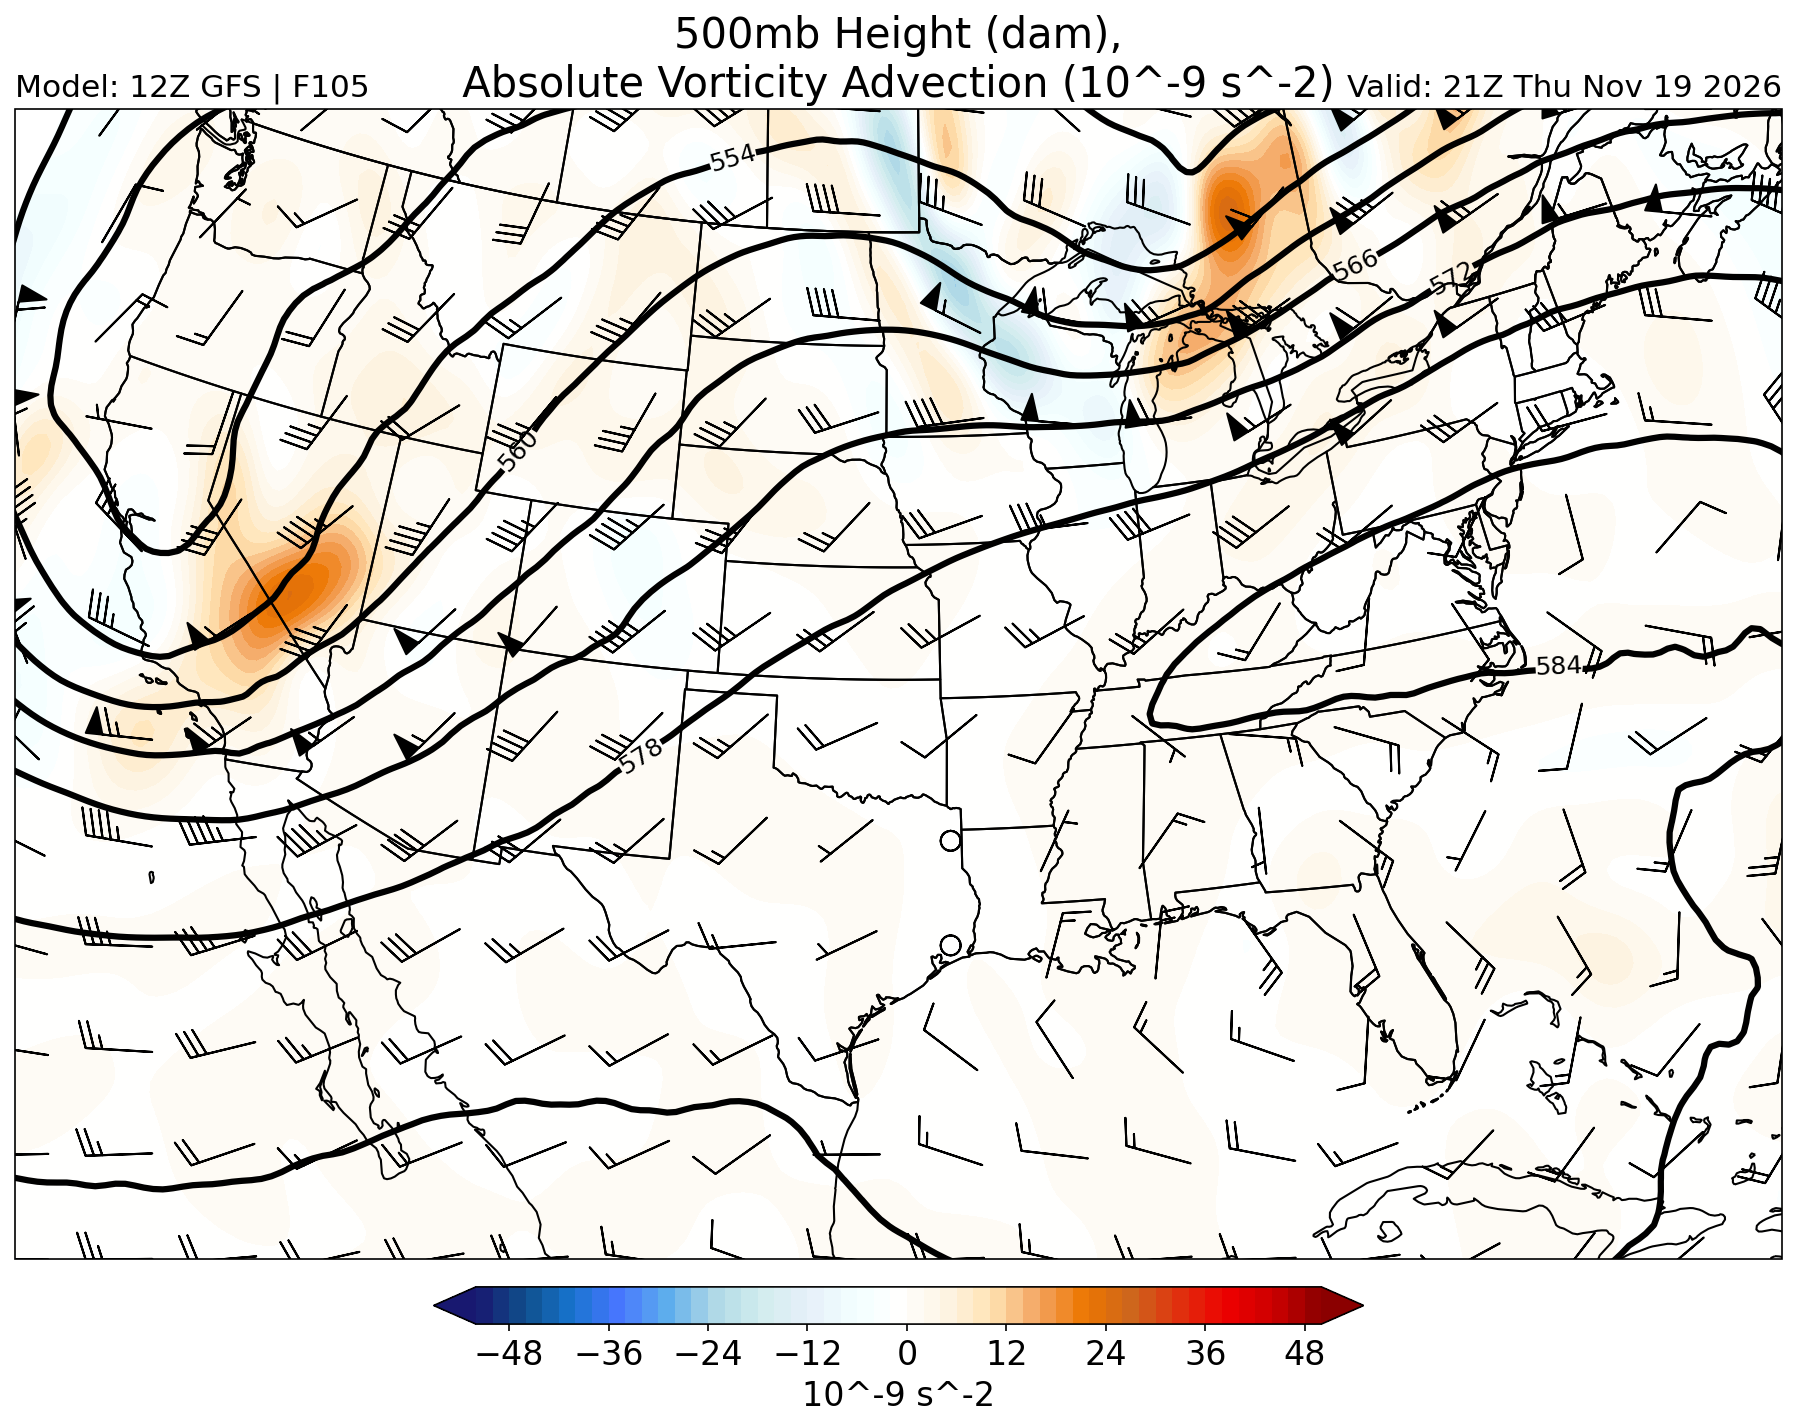 500mb Height (dam),
Model: 12Z GFS | F105
Absolute Vorticity Advection (10^-9 s^-2)
Valid: 21Z Thu Nov 19 2026
554
566
572
560
584
578
−48 −36 −24 −12 0 12 24 36 48
10^-9 s^-2